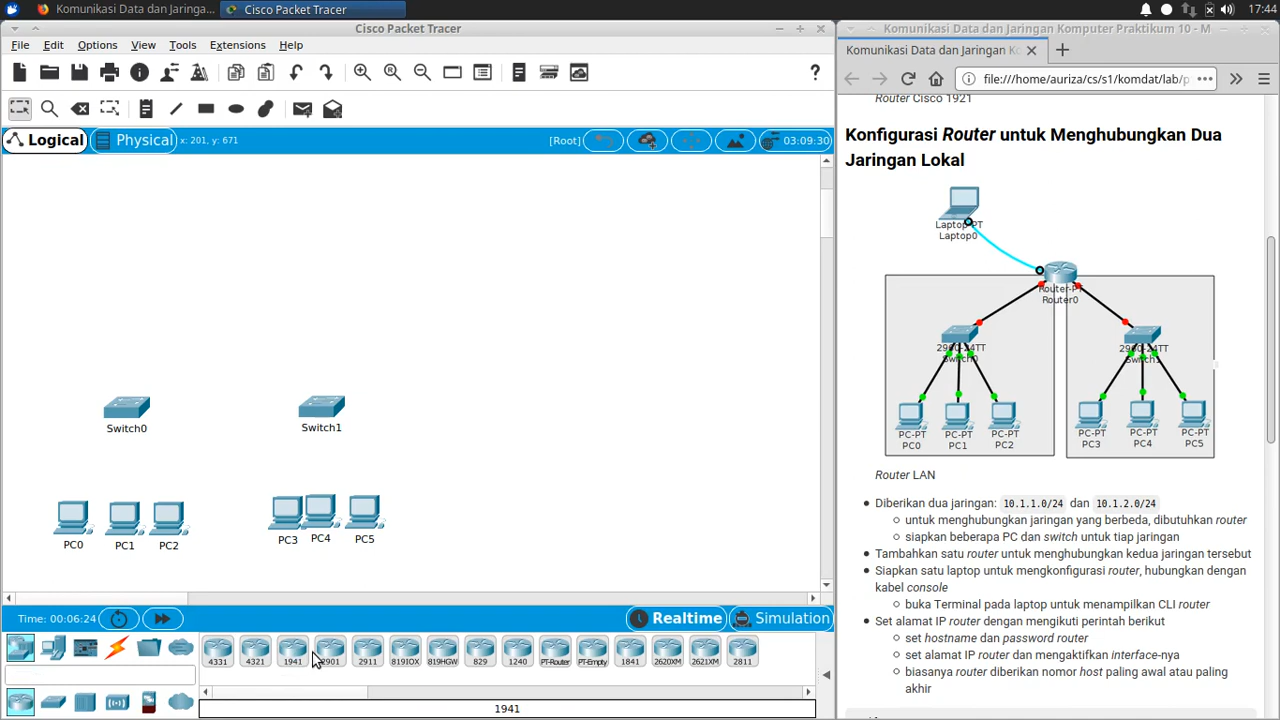 Komunikasi Data dan Jaringa...
Cisco Packet Tracer
17:44
Cisco Packet Tracer
File Edit Options View Tools Extensions Help
?
Logical
Physical
x: 201, y: 671
[Root]
03:09:30
Switch0
Switch1
PC0
PC1
PC2
PC3
PC4
PC5
Time: 00:06:24
Realtime
Simulation
4331
4321
1941
2901
2911
819IOX
819HGW
829
1240
PT-Router
PT-Empty
1841
2620XM
2621XM
2811
1941
Komunikasi Data dan Jaringan Komputer Praktikum 10 - M
Komunikasi Data dan Jaringan Ko
file:///home/auriza/cs/s1/komdat/lab/p
Router Cisco 1921
Konfigurasi Router untuk Menghubungkan Dua
Jaringan Lokal
Laptop-PT
Laptop0
Router-PT
Router0
2960-24TT
Switch0
2960-24TT
Switch1
PC-PT
PC0
PC-PT
PC1
PC-PT
PC2
PC-PT
PC3
PC-PT
PC4
PC-PT
PC5
Router LAN
Diberikan dua jaringan: 10.1.1.0/24 dan 10.1.2.0/24
untuk menghubungkan jaringan yang berbeda, dibutuhkan router
siapkan beberapa PC dan switch untuk tiap jaringan
Tambahkan satu router untuk menghubungkan kedua jaringan tersebut
Siapkan satu laptop untuk mengkonfigurasi router, hubungkan dengan
kabel console
buka Terminal pada laptop untuk menampilkan CLI router
Set alamat IP router dengan mengikuti perintah berikut
set hostname dan password router
set alamat IP router dan mengaktifkan interface-nya
biasanya router diberikan nomor host paling awal atau paling
akhir